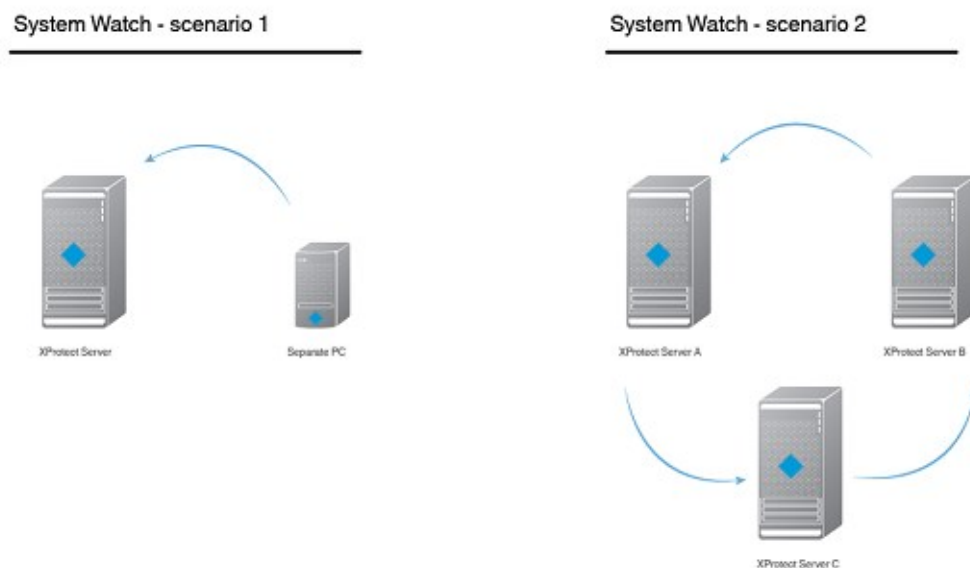 System Watch - scenario 1
System Watch - scenario 2
XProtect Server
Separate PC
XProtect Server A
XProtect Server B
XProtect Server C